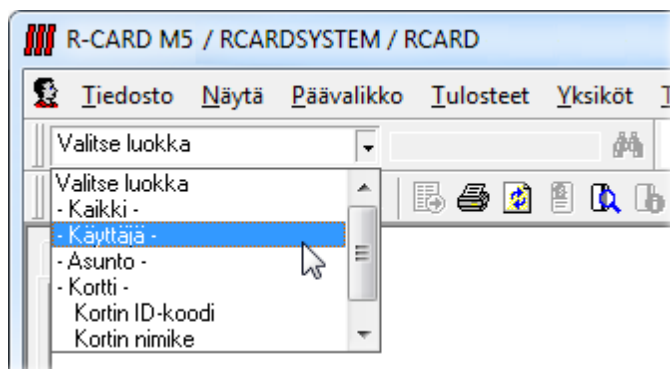 R-CARD M5 / RCARDSYSTEM / RCARD
Tiedosto Näytä Päävalikko Tulosteet Yksiköt
Valitse luokka
Valitse luokka
- Kaikki -
- Käyttäjä -
- Asunto -
- Kortti -
Kortin ID-koodi
Kortin nimike